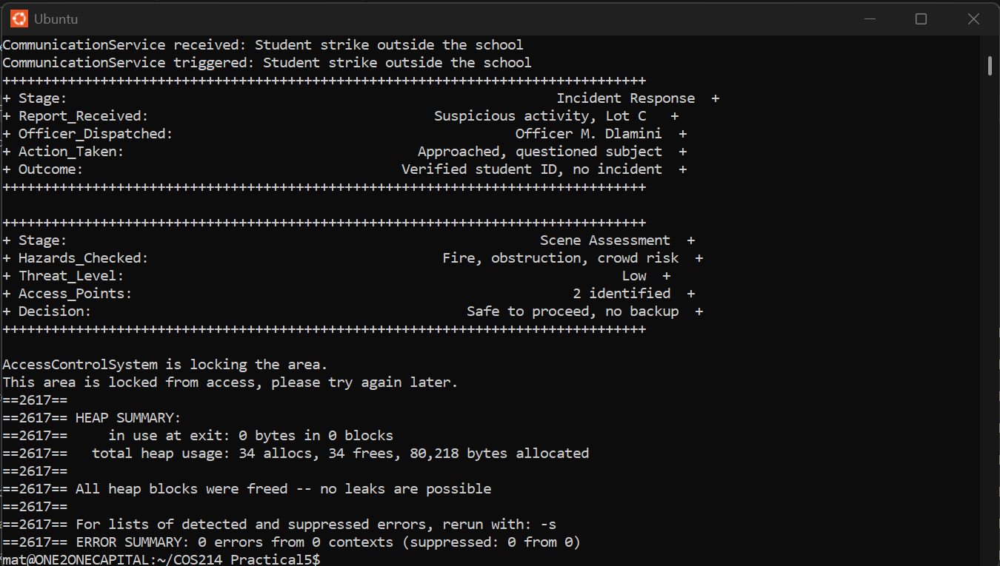 Ubuntu
CommunicationService received: Student strike outside the school
CommunicationService triggered: Student strike outside the school
+++++++++++++++++++++++++++++++++++++++++++++++++++++++++++++++++++++++++++++++
+ Stage:                                                            Incident Response  +
+ Report_Received:                                   Suspicious activity, Lot C   +
+ Officer_Dispatched:                                          Officer M. Dlamini  +
+ Action_Taken:                                    Approached, questioned subject  +
+ Outcome:                                       Verified student ID, no incident  +
+++++++++++++++++++++++++++++++++++++++++++++++++++++++++++++++++++++++++++++++
+++++++++++++++++++++++++++++++++++++++++++++++++++++++++++++++++++++++++++++++
+ Stage:                                                          Scene Assessment  +
+ Hazards_Checked:                                    Fire, obstruction, crowd risk  +
+ Threat_Level:                                                             Low  +
+ Access_Points:                                                      2 identified  +
+ Decision:                                              Safe to proceed, no backup  +
+++++++++++++++++++++++++++++++++++++++++++++++++++++++++++++++++++++++++++++++
AccessControlSystem is locking the area.
This area is locked from access, please try again later.
==2617==
==2617== HEAP SUMMARY:
==2617==     in use at exit: 0 bytes in 0 blocks
==2617==   total heap usage: 34 allocs, 34 frees, 80,218 bytes allocated
==2617==
==2617== All heap blocks were freed -- no leaks are possible
==2617==
==2617== For lists of detected and suppressed errors, rerun with: -s
==2617== ERROR SUMMARY: 0 errors from 0 contexts (suppressed: 0 from 0)
mat@ONE2ONECAPITAL:~/COS214 Practical5$